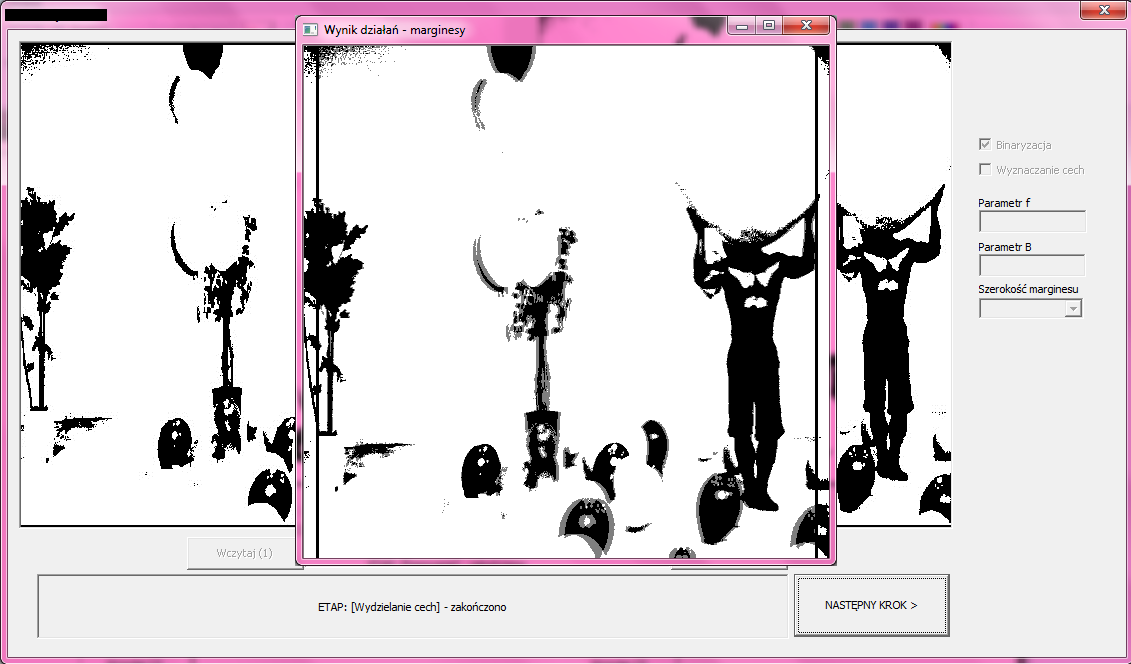 Wynik działań - marginesy
Binaryzacja
Wyznaczanie cech
Parametr f
Parametr B
Szerokość marginesu
Wczytaj (1)
ETAP: [Wydzielanie cech] - zakończono
NASTĘPNY KROK >